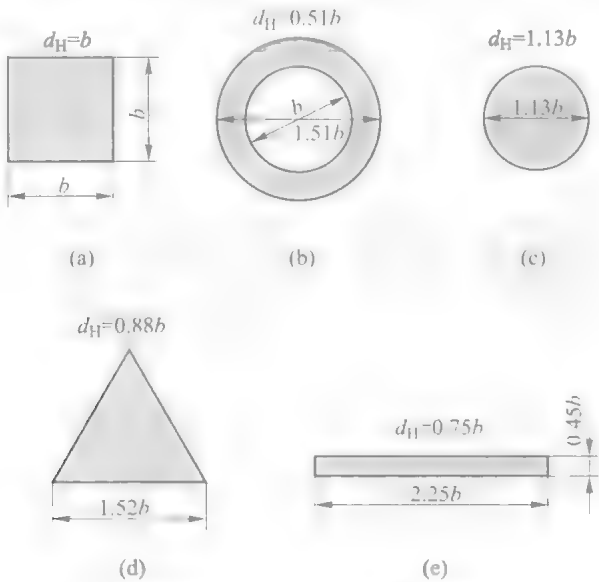 d_H=b
b
b
(a)
d_H=0.51b
b
1.51b
(b)
d_H=1.13b
1.13b
(c)
d_H=0.88b
1.52b
(d)
d_H=0.75b
0.45b
2.25b
(e)